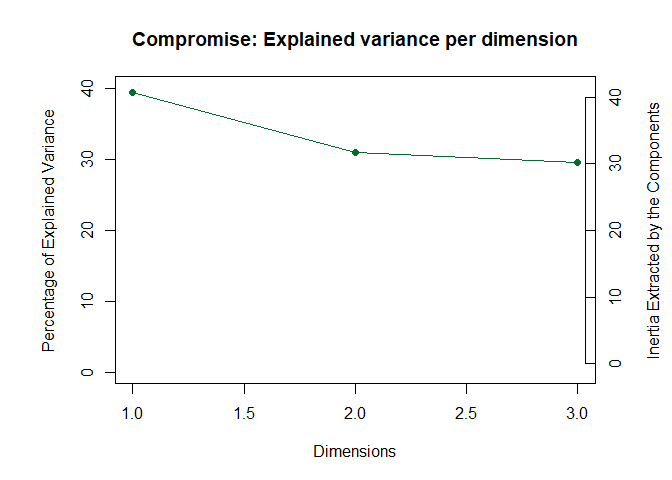 Compromise: Explained variance per dimension
Percentage of Explained Variance
40
30
20
10
0
40
30
20
10
0
Inertia Extracted by the Components
1.0 1.5 2.0 2.5 3.0
Dimensions